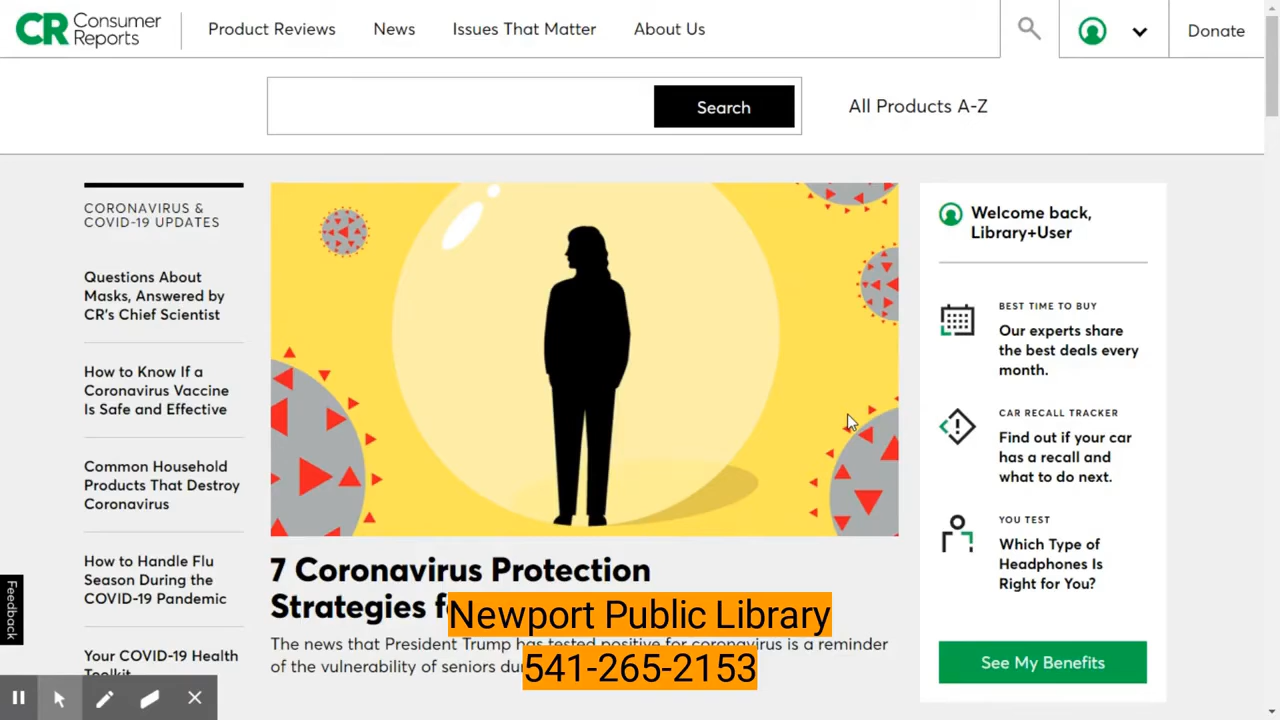 CR Consumer Reports
Product Reviews
News
Issues That Matter
About Us
Donate
Search
All Products A-Z
CORONAVIRUS &
COVID-19 UPDATES
Questions About
Masks, Answered by
CR's Chief Scientist
How to Know If a
Coronavirus Vaccine
Is Safe and Effective
Common Household
Products That Destroy
Coronavirus
How to Handle Flu
Season During the
COVID-19 Pandemic
Your COVID-19 Health
Feedback
7 Coronavirus Protection
Strategies
The news that President Trump has tested positive for coronavirus is a reminder
of the vulnerability of seniors
Newport Public Library
541-265-2153
Welcome back,
Library+User
BEST TIME TO BUY
Our experts share
the best deals every
month.
CAR RECALL TRACKER
Find out if your car
has a recall and
what to do next.
YOU TEST
Which Type of
Headphones Is
Right for You?
See My Benefits